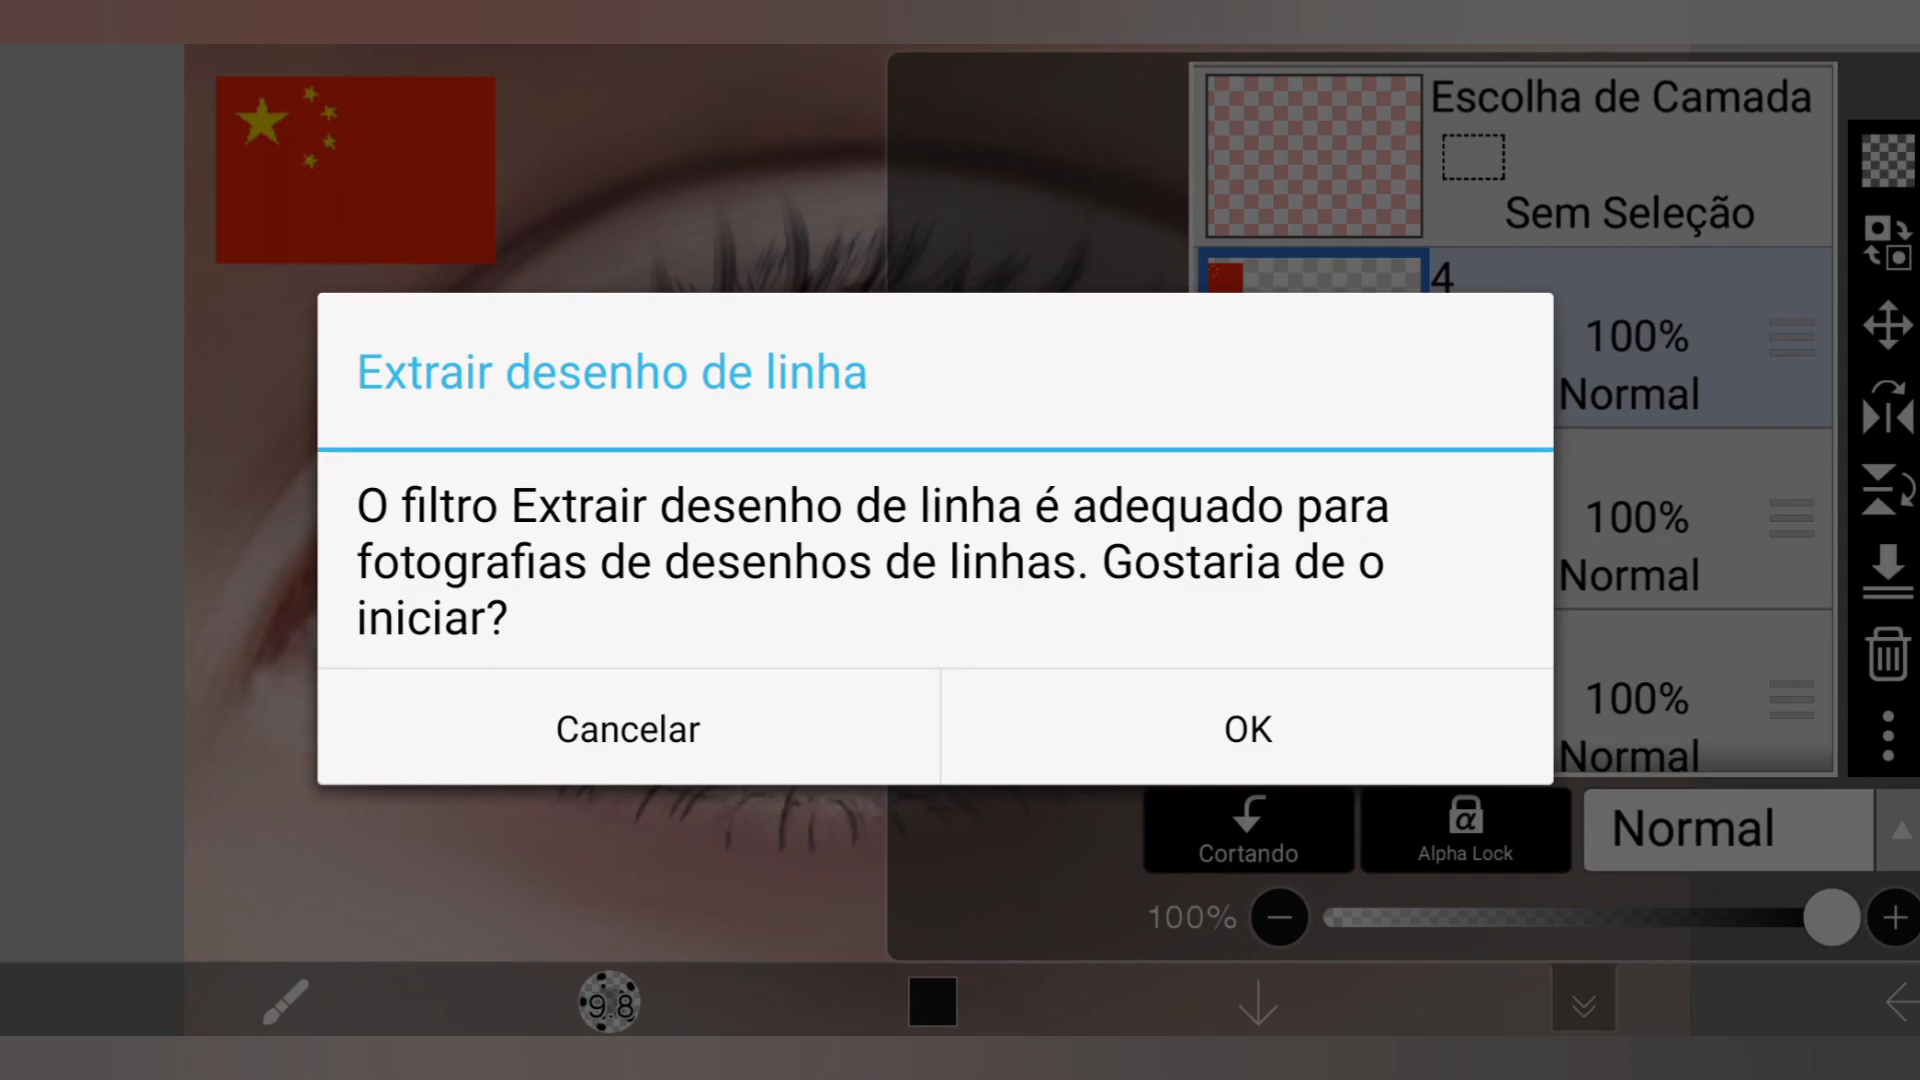 Escolha de Camada
Sem Seleção
4
100%
Normal
Extrair desenho de linha
O filtro Extrair desenho de linha é adequado para
fotografias de desenhos de linhas. Gostaria de o
iniciar?
Cancelar
OK
100%
Normal
100%
Normal
Cortando
α
Alpha Lock
Normal
100%
9.8